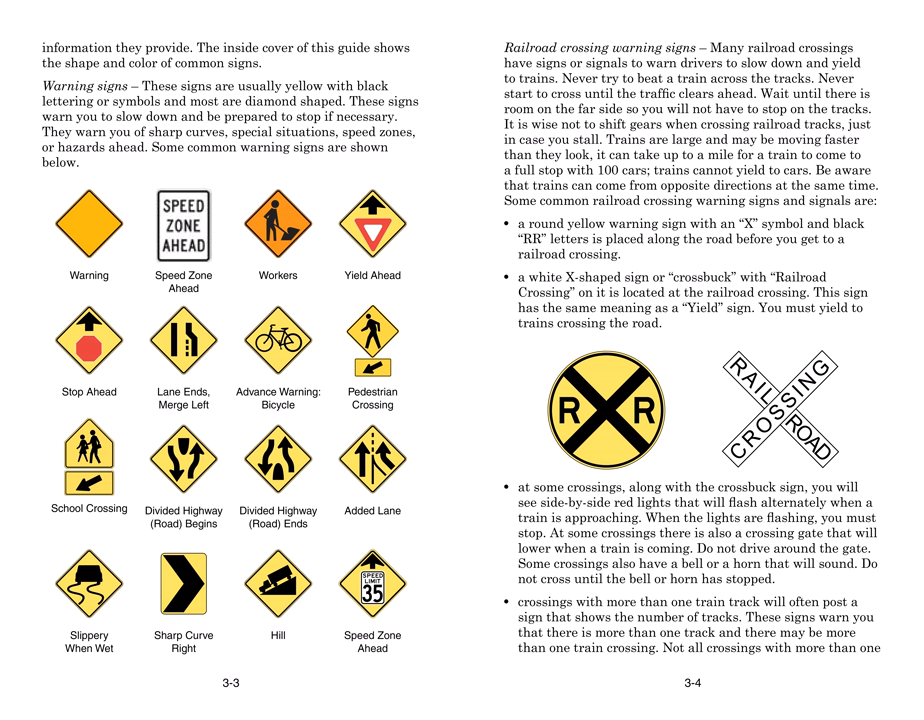 information they provide. The inside cover of this guide shows
the shape and color of common signs.
Warning signs – These signs are usually yellow with black
lettering or symbols and most are diamond shaped. These signs
warn you to slow down and be prepared to stop if necessary.
They warn you of sharp curves, special situations, speed zones,
or hazards ahead. Some common warning signs are shown
below.
SPEED
ZONE
AHEAD
Warning
Speed Zone
Ahead
Workers
Yield Ahead
Stop Ahead
Lane Ends,
Merge Left
Advance Warning:
Bicycle
Pedestrian
Crossing
School Crossing
Divided Highway
(Road) Begins
Divided Highway
(Road) Ends
Added Lane
SPEED
LIMIT
35
Slippery
When Wet
Sharp Curve
Right
Hill
Speed Zone
Ahead
3-3
Railroad crossing warning signs – Many railroad crossings
have signs or signals to warn drivers to slow down and yield
to trains. Never try to beat a train across the tracks. Never
start to cross until the traffic clears ahead. Wait until there is
room on the far side so you will not have to stop on the tracks.
It is wise not to shift gears when crossing railroad tracks, just
in case you stall. Trains are large and may be moving faster
than they look, it can take up to a mile for a train to come to
a full stop with 100 cars; trains cannot yield to cars. Be aware
that trains can come from opposite directions at the same time.
Some common railroad crossing warning signs and signals are:
• a round yellow warning sign with an “X” symbol and black
“RR” letters is placed along the road before you get to a
railroad crossing.
• a white X-shaped sign or “crossbuck” with “Railroad
Crossing” on it is located at the railroad crossing. This sign
has the same meaning as a “Yield” sign. You must yield to
trains crossing the road.
R R
RAILROAD
CROSSING
• at some crossings, along with the crossbuck sign, you will
see side-by-side red lights that will flash alternately when a
train is approaching. When the lights are flashing, you must
stop. At some crossings there is also a crossing gate that will
lower when a train is coming. Do not drive around the gate.
Some crossings also have a bell or a horn that will sound. Do
not cross until the bell or horn has stopped.
• crossings with more than one train track will often post a
sign that shows the number of tracks. These signs warn you
that there is more than one track and there may be more
than one train crossing. Not all crossings with more than one
3-4